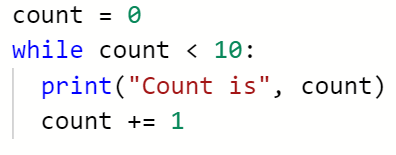 count = 0
while count < 10:
  print("Count is", count)
  count += 1